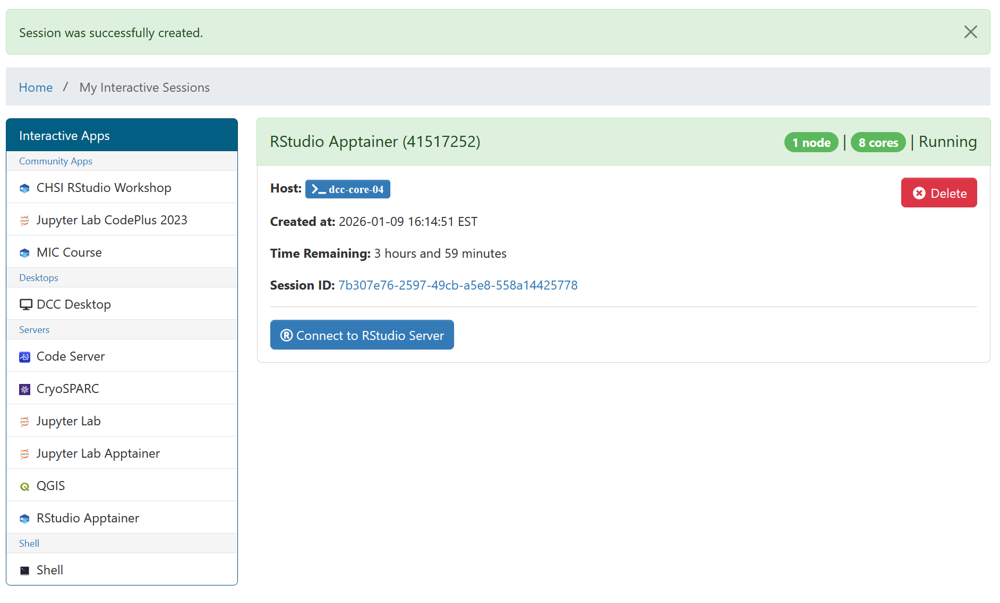 Session was successfully created.
Home / My Interactive Sessions
Interactive Apps
Community Apps
CHSI RStudio Workshop
Jupyter Lab CodePlus 2023
MIC Course
Desktops
DCC Desktop
Servers
Code Server
CryoSPARC
Jupyter Lab
Jupyter Lab Apptainer
QGIS
RStudio Apptainer
Shell
Shell
RStudio Apptainer (41517252)
1 node | 8 cores | Running
Host: >_ dcc-core-04
Delete
Created at: 2026-01-09 16:14:51 EST
Time Remaining: 3 hours and 59 minutes
Session ID: 7b307e76-2597-49cb-a5e8-558a14425778
Connect to RStudio Server